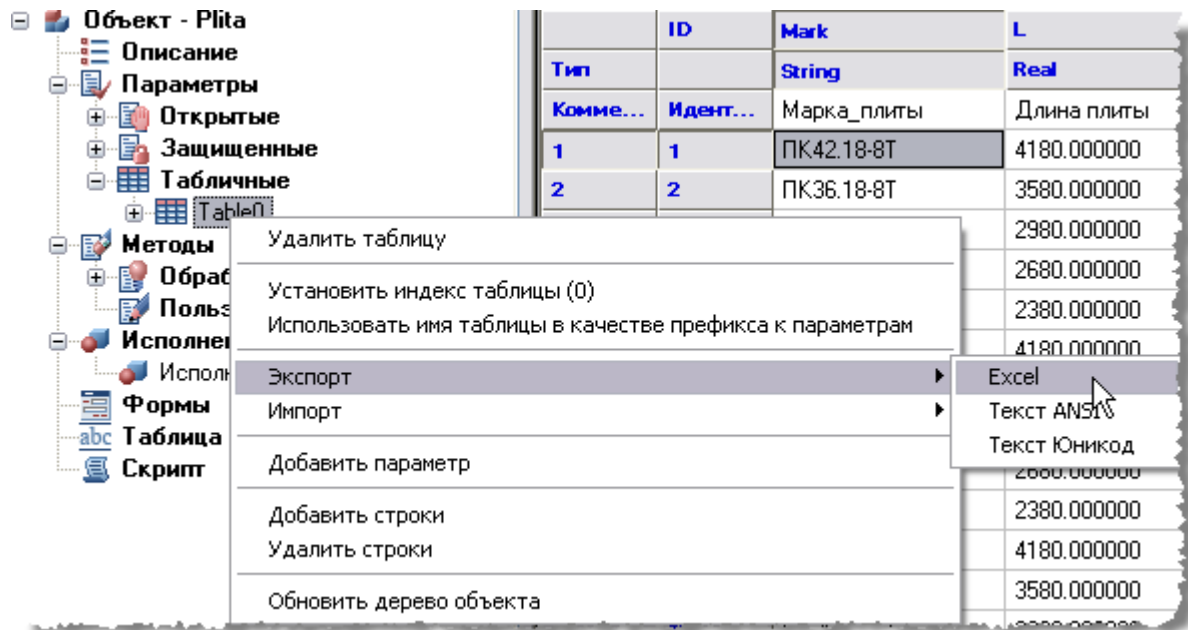 Объект - Plita
Описание
Параметры
Открытые
Защищенные
Табличные
Table0
Методы
Обраб
Польз
Исполнен
Исполн
Формы
abc Таблица
Скрипт
ID Mark L
Тип String Real
Комме... Идент... Марка_плиты Длина плиты
1 1 ПК42.18-8Т 4180.000000
2 2 ПК36.18-8Т 3580.000000
2980.000000
2680.000000
2380.000000
4180.000000
2680.000000
2380.000000
4180.000000
3580.000000
Удалить таблицу
Установить индекс таблицы (0)
Использовать имя таблицы в качестве префикса к параметрам
Экспорт
Импорт
Добавить параметр
Добавить строки
Удалить строки
Обновить дерево объекта
Excel
Текст ANSI
Текст Юникод